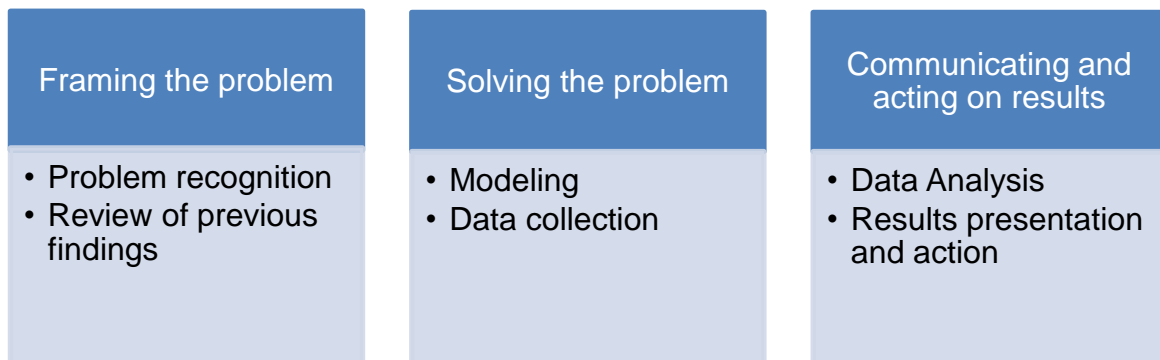 Framing the problem
• Problem recognition
• Review of previous
findings
Solving the problem
• Modeling
• Data collection
Communicating and
acting on results
• Data Analysis
• Results presentation
and action